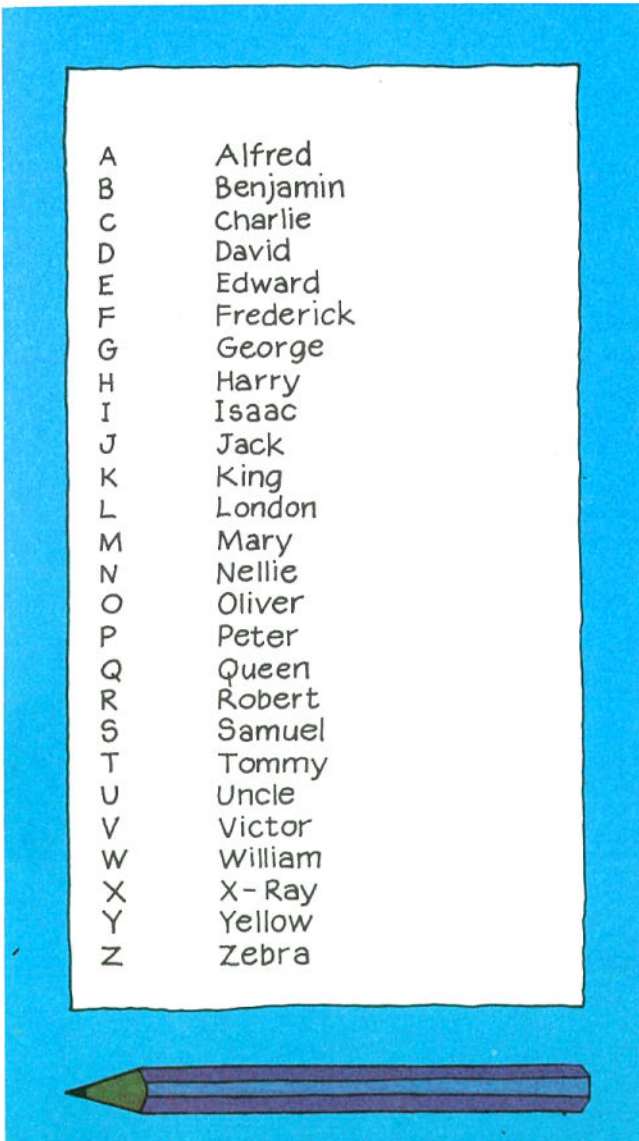 A Alfred
B Benjamin
C Charlie
D David
E Edward
F Frederick
G George
H Harry
I Isaac
J Jack
K King
L London
M Mary
N Nellie
O Oliver
P Peter
Q Queen
R Robert
S Samuel
T Tommy
U Uncle
V Victor
W William
X X-Ray
Y Yellow
Z Zebra